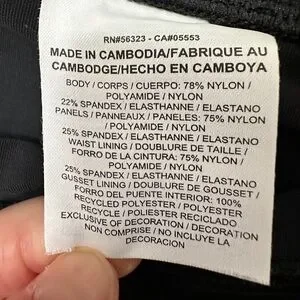 RN#56323 - CA#05553
MADE IN CAMBODIA/FABRIQUE AU
CAMBODGE/HECHO EN CAMBOYA
BODY / CORPS / CUERPO: 78% NYLON /
POLYAMIDE / NYLON
22% SPANDEX / ELASTHANNE / ELASTANO
PANELS / PANNEAUX / PANALES: 75% NYLON
/ POLYAMIDE / NYLON
25% SPANDEX / ELASTHANNE / ELASTANO
WAIST LINING / DOUBLURE DE TAILLE /
FORRO DE LA CINTURA: 75% NYLON /
POLYAMIDE / NYLON
25% SPANDEX / ELASTHANNE / ELASTANO
GUSSET LINING / DOUBLURE DE GOUSSET /
FORRO DEL FUENTE INTERIOR: 100%
RECYCLED POLYESTER / POLYESTER
RECYCLE / POLIESTER RECICLADO
EXCLUSIVE OF DECORATION / DECORATION
NON COMPRISE / NO INCLUYE LA
DECORACION